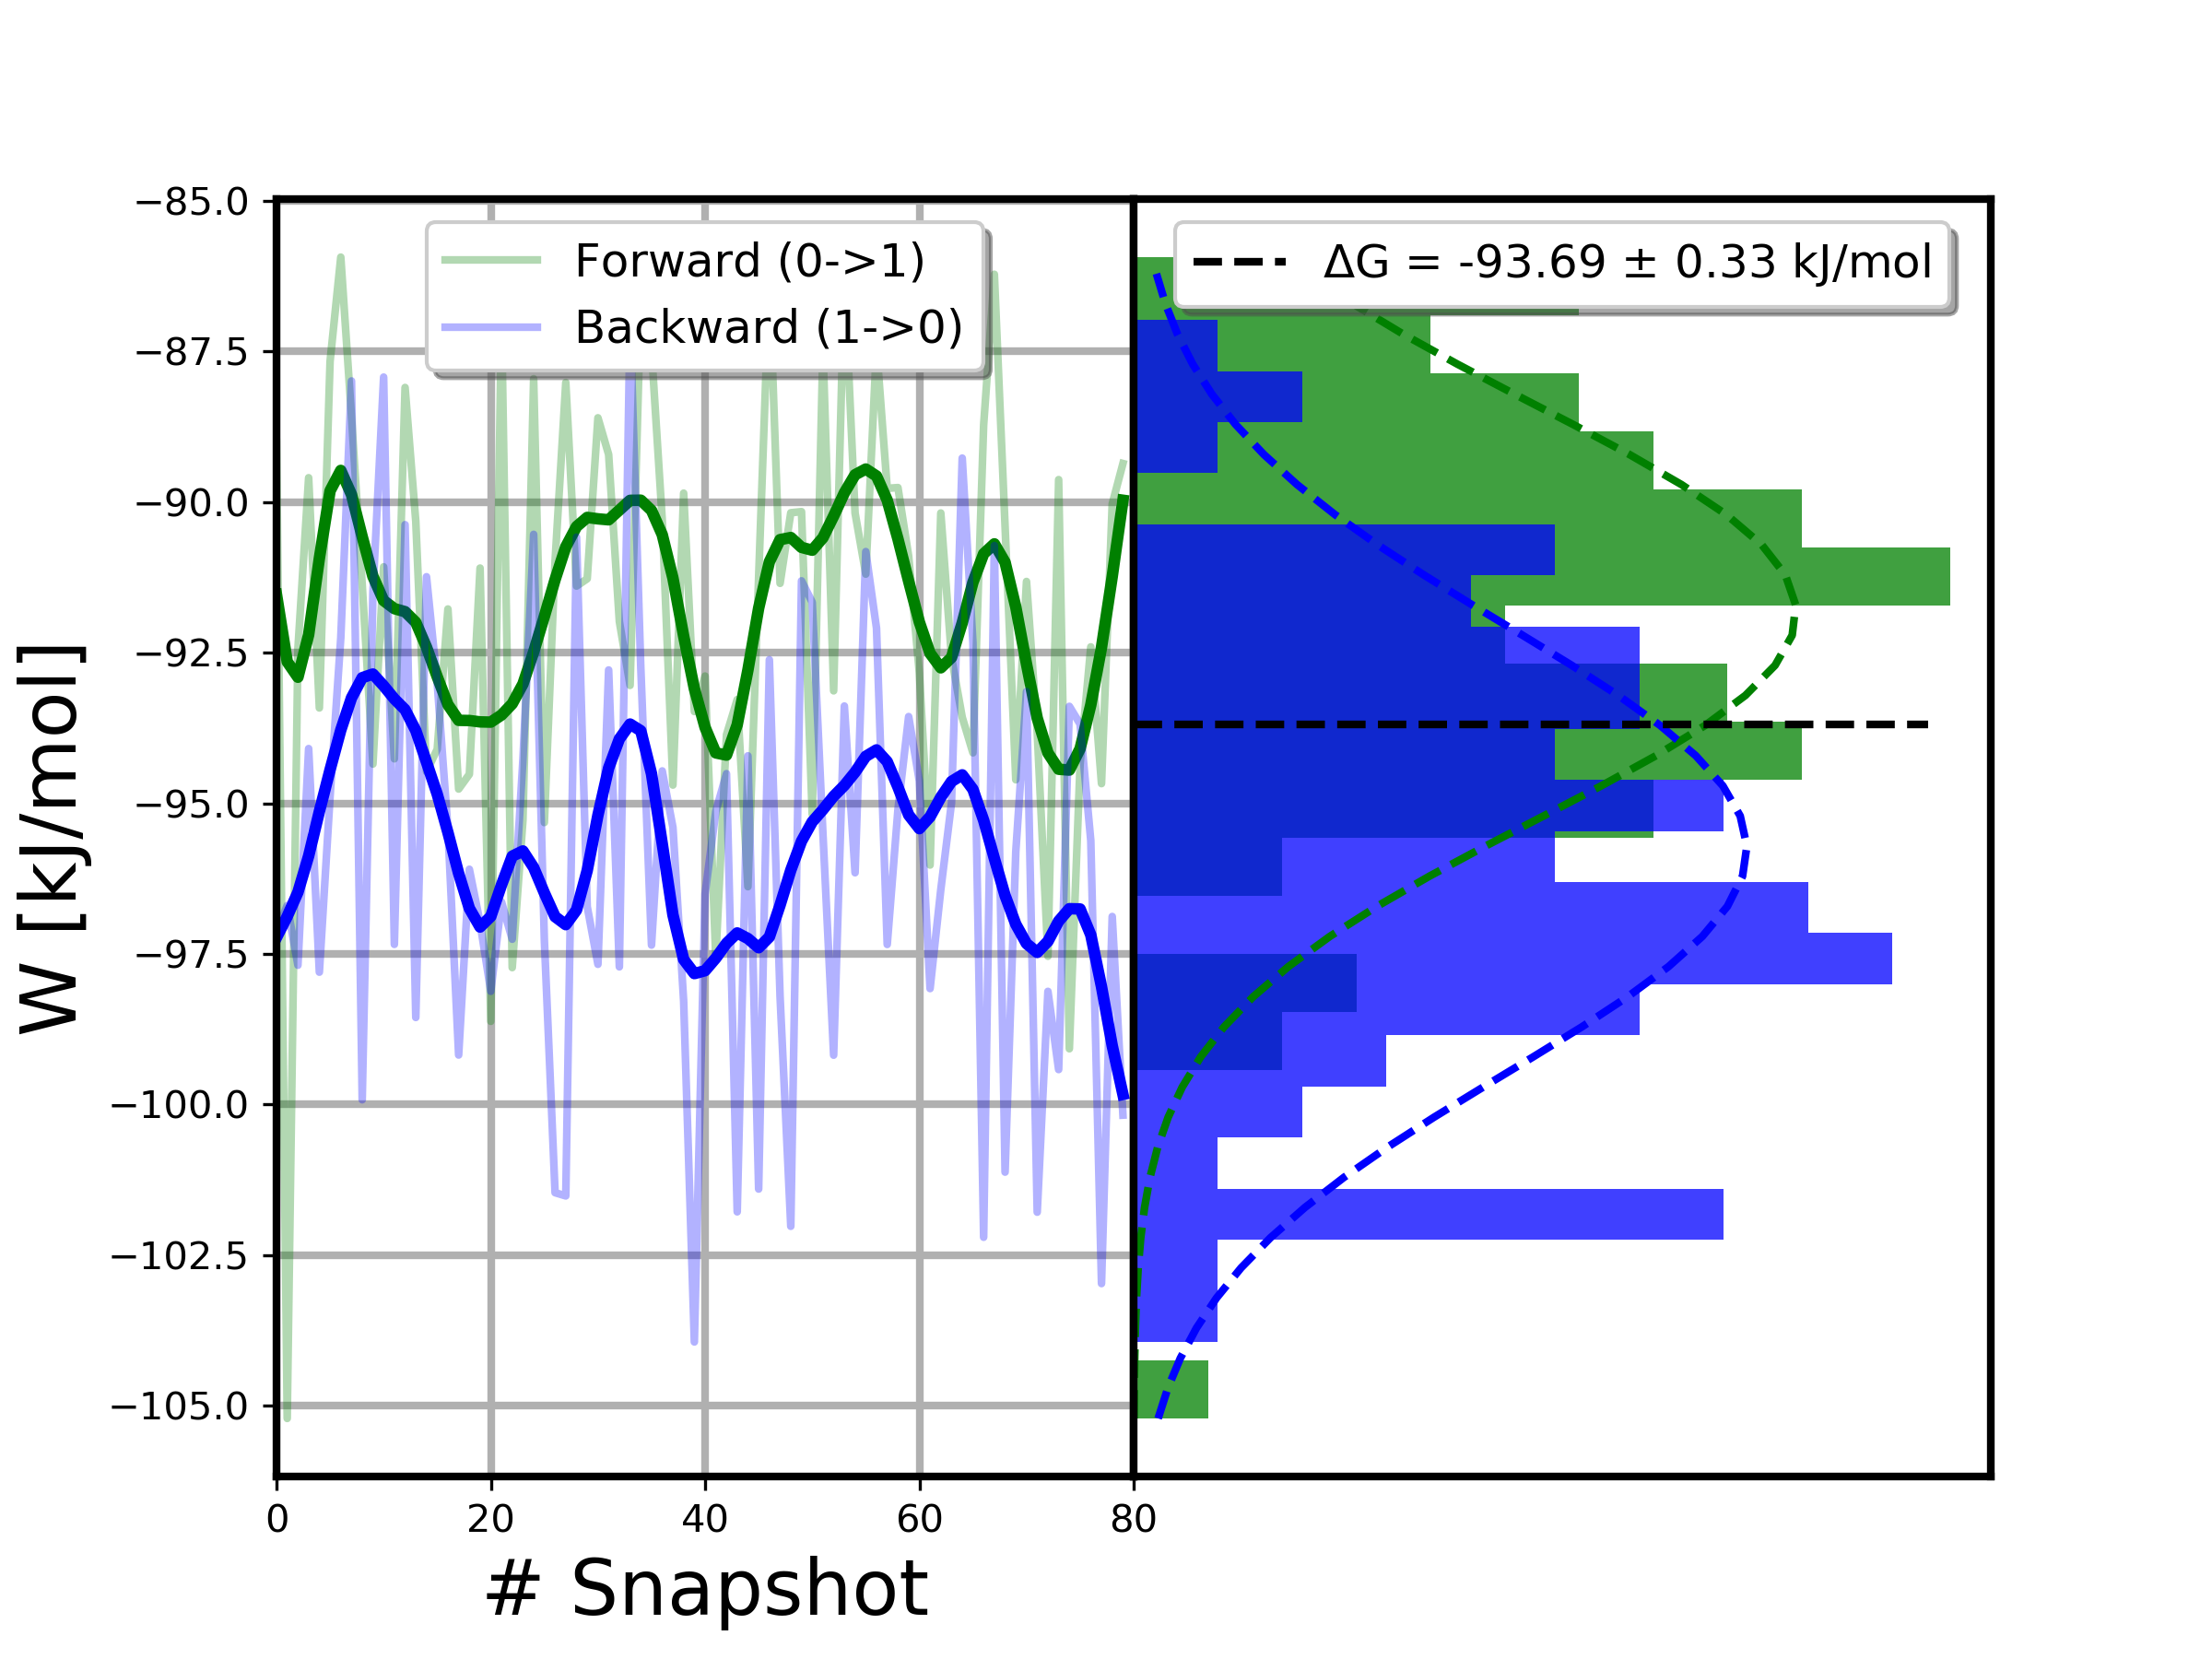 W [kJ/mol]
−85.0
−87.5
−90.0
−92.5
−95.0
−97.5
−100.0
−102.5
−105.0
Forward (0->1)
Backward (1->0)
ΔG = -93.69 ± 0.33 kJ/mol
0 20 40 60 80
# Snapshot